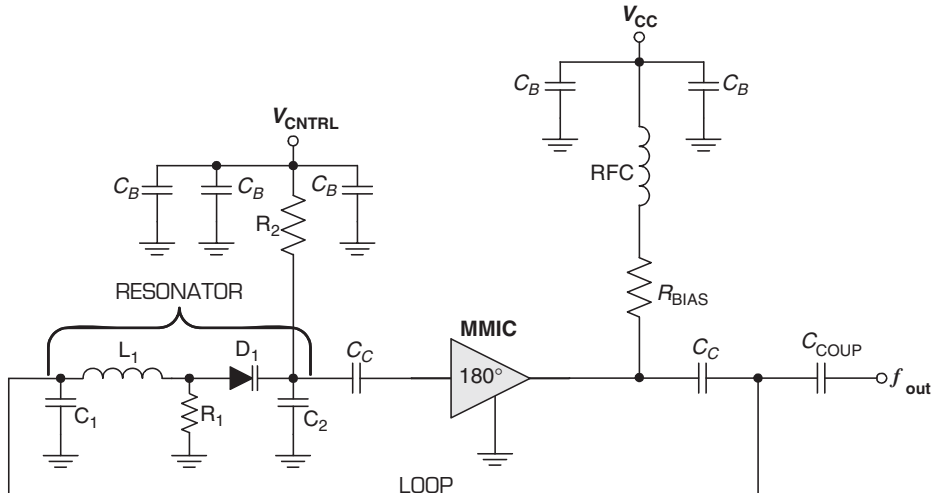 V_CC
C_B
C_B
V_CNTRL
RFC
C_B
C_B
C_B
R_2
RESONATOR
R_BIAS
MMIC
L_1
D_1
C_C
180°
C_C
C_COUP
f_out
C_1
R_1
C_2
LOOP